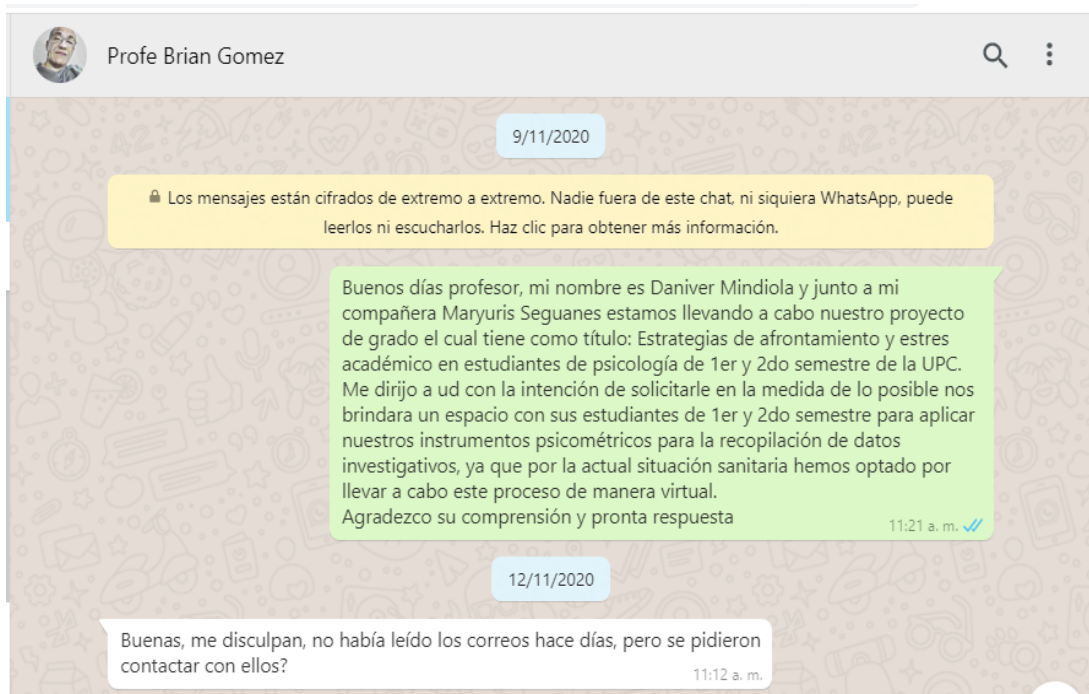 Profe Brian Gomez
9/11/2020
Los mensajes están cifrados de extremo a extremo. Nadie fuera de este chat, ni siquiera WhatsApp, puede
leerlos ni escucharlos. Haz clic para obtener más información.
Buenos días profesor, mi nombre es Daniver Mindiola y junto a mi
compañera Maryuris Seguanes estamos llevando a cabo nuestro proyecto
de grado el cual tiene como título: Estrategias de afrontamiento y estres
académico en estudiantes de psicología de 1er y 2do semestre de la UPC.
Me dirijo a ud con la intención de solicitarle en la medida de lo posible nos
brindara un espacio con sus estudiantes de 1er y 2do semestre para aplicar
nuestros instrumentos psicométricos para la recopilación de datos
investigativos, ya que por la actual situación sanitaria hemos optado por
llevar a cabo este proceso de manera virtual.
Agradezco su comprensión y pronta respuesta
11:21 a. m.
12/11/2020
Buenas, me disculpan, no había leído los correos hace días, pero se pidieron
contactar con ellos?
11:12 a. m.